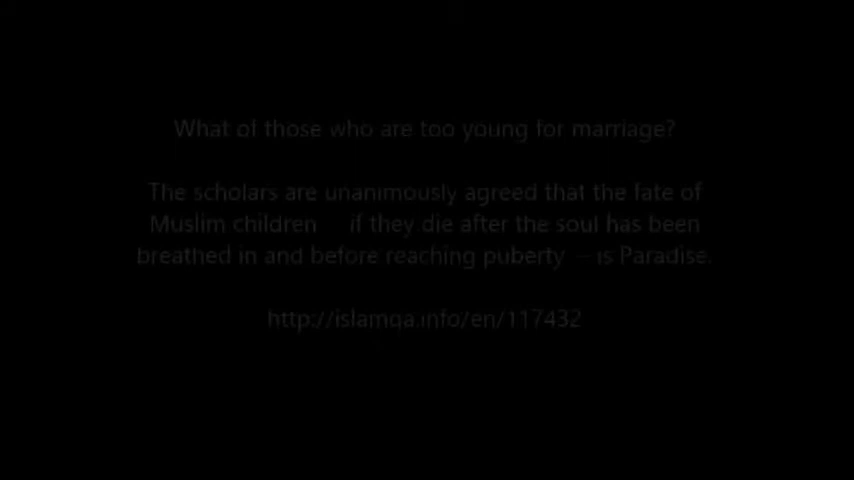 What of those who are too young for marriage?
The scholars are unanimously agreed that the fate of
Muslim children if they die after the soul has been
breathed in and before reaching puberty – is Paradise.
http://islamqa.info/en/117432